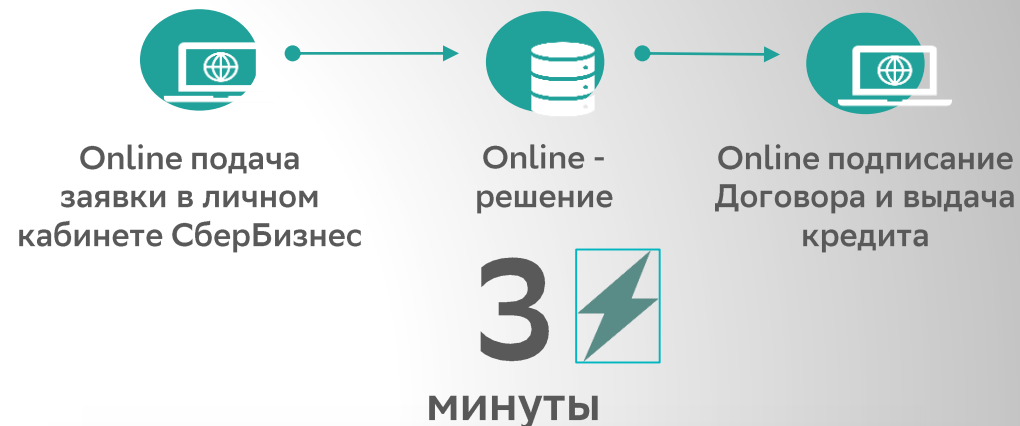 Online подача
заявки в личном
кабинете СберБизнес
Online -
решение
Online подписание
Договора и выдача
кредита
3
минуты